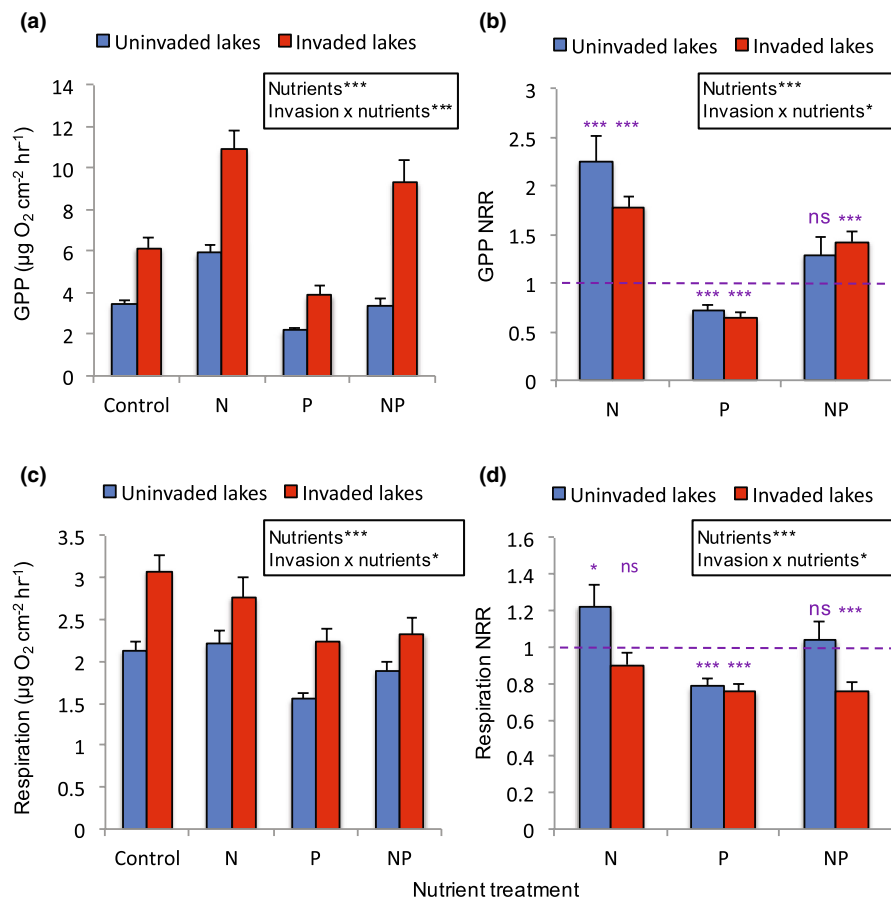 (a)
Uninvaded lakes Invaded lakes
Nutrients***
Invasion x nutrients***
GPP (µg O2 cm-2 hr-1)
14
12
10
8
6
4
2
0
Control N P NP
(b)
Uninvaded lakes Invaded lakes
Nutrients***
Invasion x nutrients*
GPP NRR
3
2.5
2
1.5
1
0.5
0
*** ***
*** ***
ns ***
N P NP
(c)
Uninvaded lakes Invaded lakes
Nutrients***
Invasion x nutrients*
Respiration (µg O2 cm-2 hr-1)
3.5
3
2.5
2
1.5
1
0.5
0
Control N P NP
(d)
Uninvaded lakes Invaded lakes
Nutrients***
Invasion x nutrients*
Respiration NRR
1.6
1.4
1.2
1
0.8
0.6
0.4
0.2
0
* ns
*** ***
ns ***
N P NP
Nutrient treatment